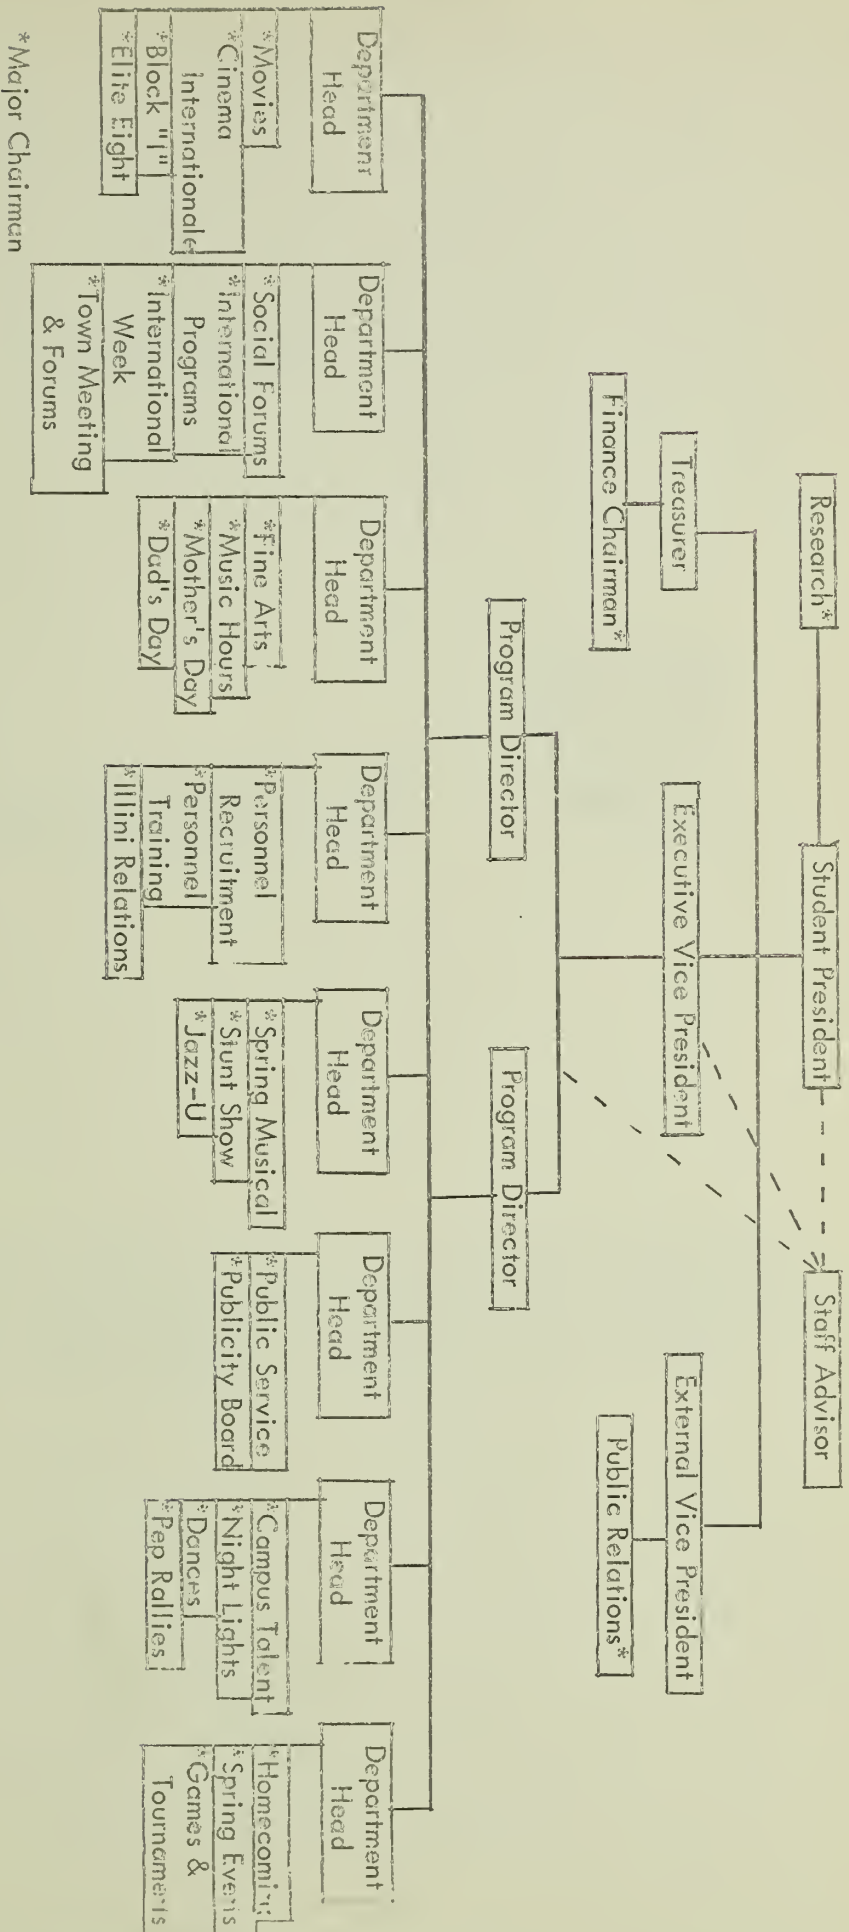 Research*
Student President
Staff Advisor
Treasurer
Executive Vice President
External Vice President
Finance Chairman*
Public Relations*
Program Director
Program Director
Department
Head
*Movies
*Cinema
Internationale
*Block "I"
*Elite Eight
Department
Head
*Social Forums
*International
Programs
*International
Week
*Town Meeting
& Forums
Department
Head
*Fine Arts
*Music Hours
*Mother's Day
*Dad's Day
Department
Head
*Personnel
Recruitment
*Personnel
Training
*Illini Relations
Department
Head
*Spring Musical
*Stunt Show
*Jazz-U
Department
Head
*Public Service
*Publicity Board
Department
Head
*Campus Talent
*Night Lights
*Dances
*Pep Rallies
Department
Head
*Homecoming
*Spring Events
*Games &
Tournaments
*Major Chairman